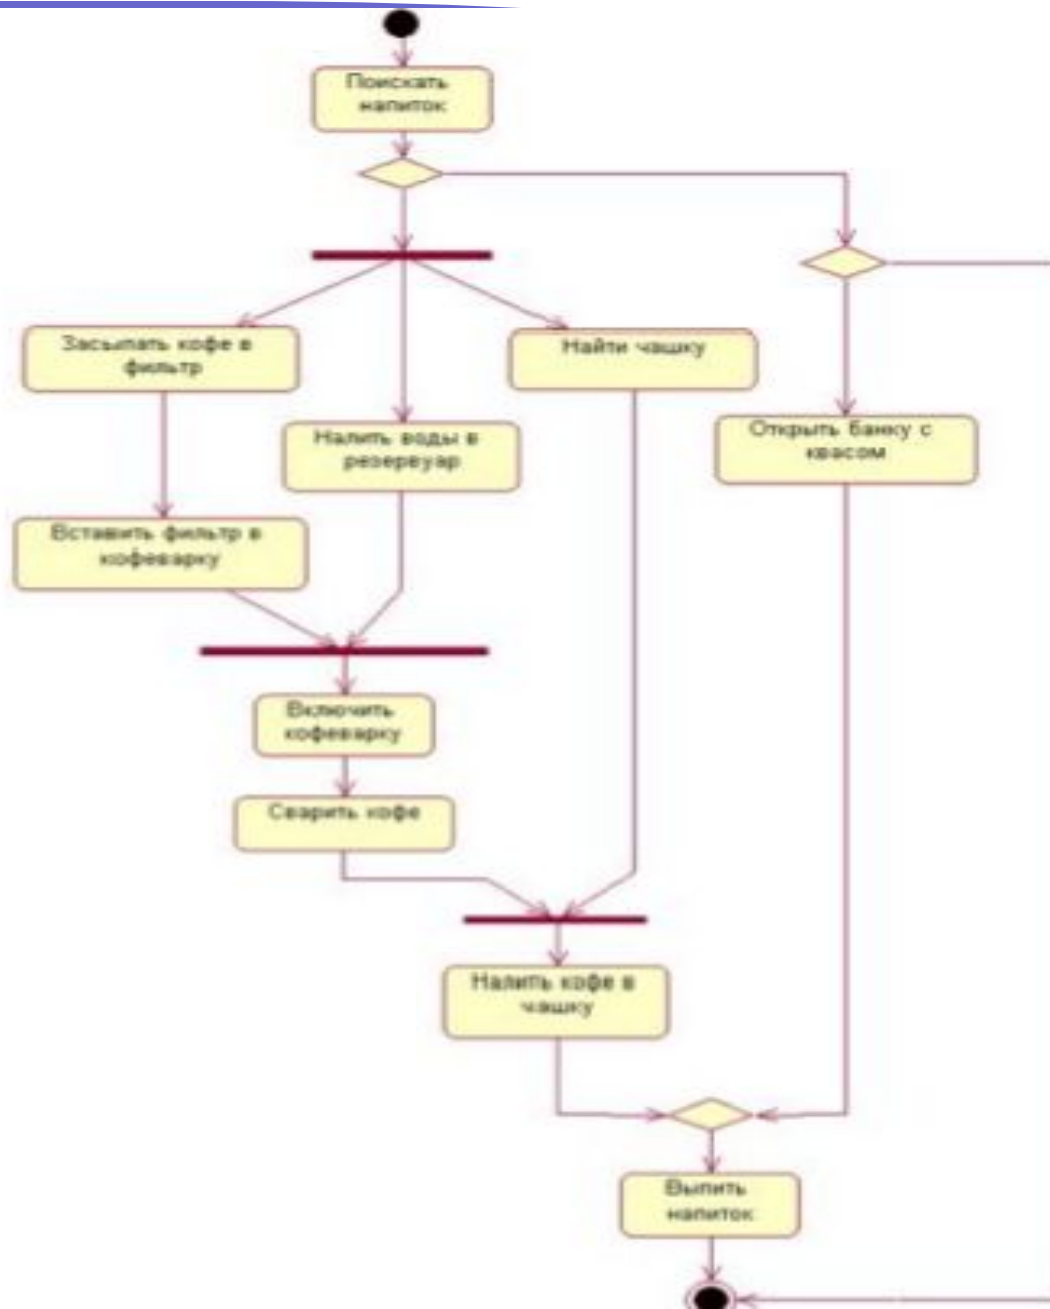 Поискать
напиток
Засыпать кофе в
фильтр
Найти чашку
Налить воды в
резервуар
Открыть банку с
квасом
Вставить фильтр в
кофеварку
Включить
кофеварку
Сварить кофе
Налить кофе в
чашку
Выпить
напиток